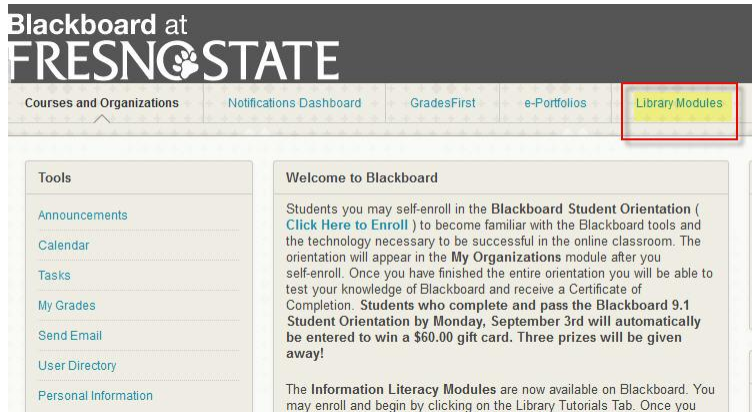 Blackboard at
FRESNO STATE
Courses and Organizations
Notifications Dashboard
GradesFirst
e-Portfolios
Library Modules
Tools
Announcements
Calendar
Tasks
My Grades
Send Email
User Directory
Personal Information
Welcome to Blackboard
Students you may self-enroll in the Blackboard Student Orientation (
Click Here to Enroll ) to become familiar with the Blackboard tools and
the technology necessary to be successful in the online classroom. The
orientation will appear in the My Organizations module after you
self-enroll. Once you have finished the entire orientation you will be able to
test your knowledge of Blackboard and receive a Certificate of
Completion. Students who complete and pass the Blackboard 9.1
Student Orientation by Monday, September 3rd will automatically
be entered to win a $60.00 gift card. Three prizes will be given
away!
The Information Literacy Modules are now available on Blackboard. You
may enroll and begin by clicking on the Library Tutorials Tab. Once you